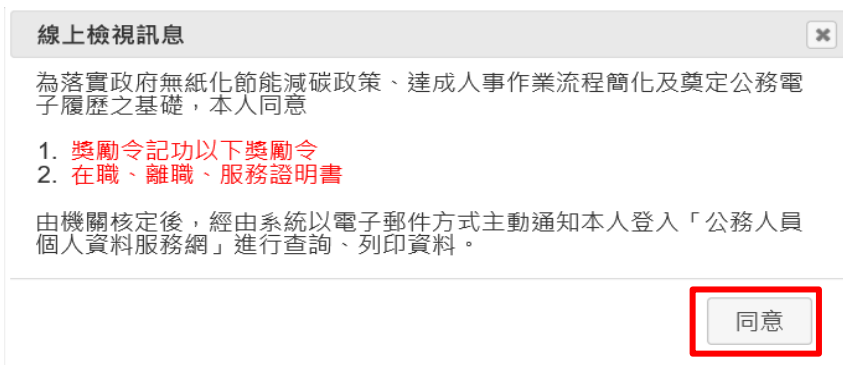 線上檢視訊息
為落實政府無紙化節能減碳政策、達成人事作業流程簡化及奠定公務電
子履歷之基礎，本人同意
1. 獎勵令記功以下獎勵令
2. 在職、離職、服務證明書
由機關核定後，經由系統以電子郵件方式主動通知本人登入「公務人員
個人資料服務網」進行查詢、列印資料。
同意